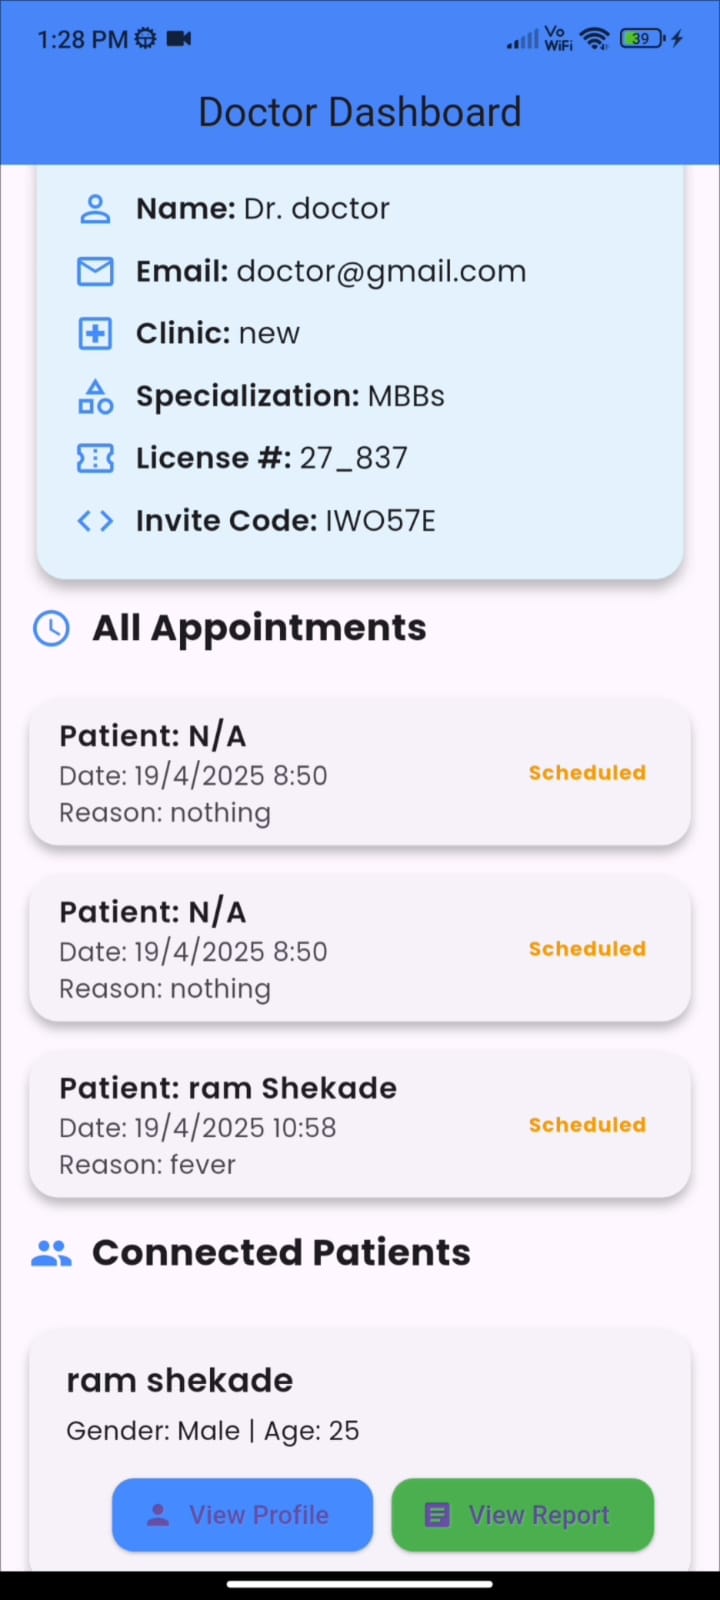 1:28 PM
Vo
WiFi
39
Doctor Dashboard
Name: Dr. doctor
Email: doctor@gmail.com
Clinic: new
Specialization: MBBs
License #: 27_837
Invite Code: IWO57E
All Appointments
Patient: N/A
Date: 19/4/2025 8:50
Scheduled
Reason: nothing
Patient: N/A
Date: 19/4/2025 8:50
Scheduled
Reason: nothing
Patient: ram Shekade
Date: 19/4/2025 10:58
Scheduled
Reason: fever
Connected Patients
ram shekade
Gender: Male | Age: 25
View Profile
View Report